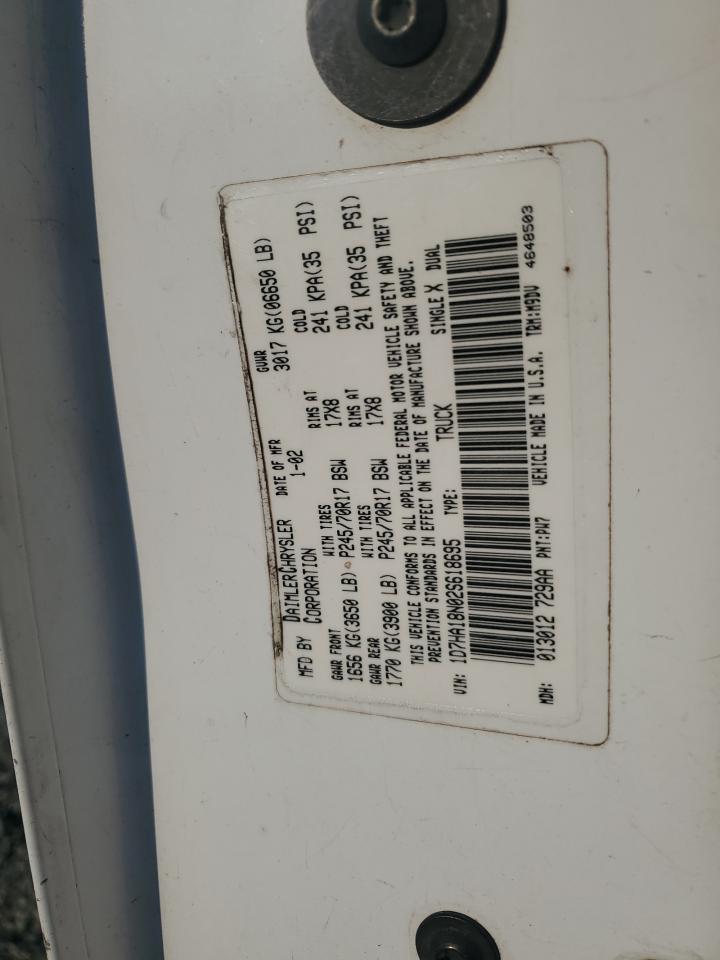 MFD BY DAIMLERCHRYSLER CORPORATION DATE OF MFR 1-02 GVWR 3017 KG(06650 LB)
GAWR FRONT WITH TIRES RIMS AT COLD
1656 KG(3650 LB) P245/70R17 BSW 17X8 241 KPA(35 PSI)
GAWR REAR WITH TIRES RIMS AT COLD
1770 KG(3900 LB) P245/70R17 BSW 17X8 241 KPA(35 PSI)
THIS VEHICLE CONFORMS TO ALL APPLICABLE FEDERAL MOTOR VEHICLE SAFETY AND THEFT
PREVENTION STANDARDS IN EFFECT ON THE DATE OF MANUFACTURE SHOWN ABOVE.
VIN: 1D7HA18N02S618695 TYPE: TRUCK SINGLE X DUAL
MDH: 013012 729AA PNT:PW7 VEHICLE MADE IN U.S.A. TRM:M9DV 4648503